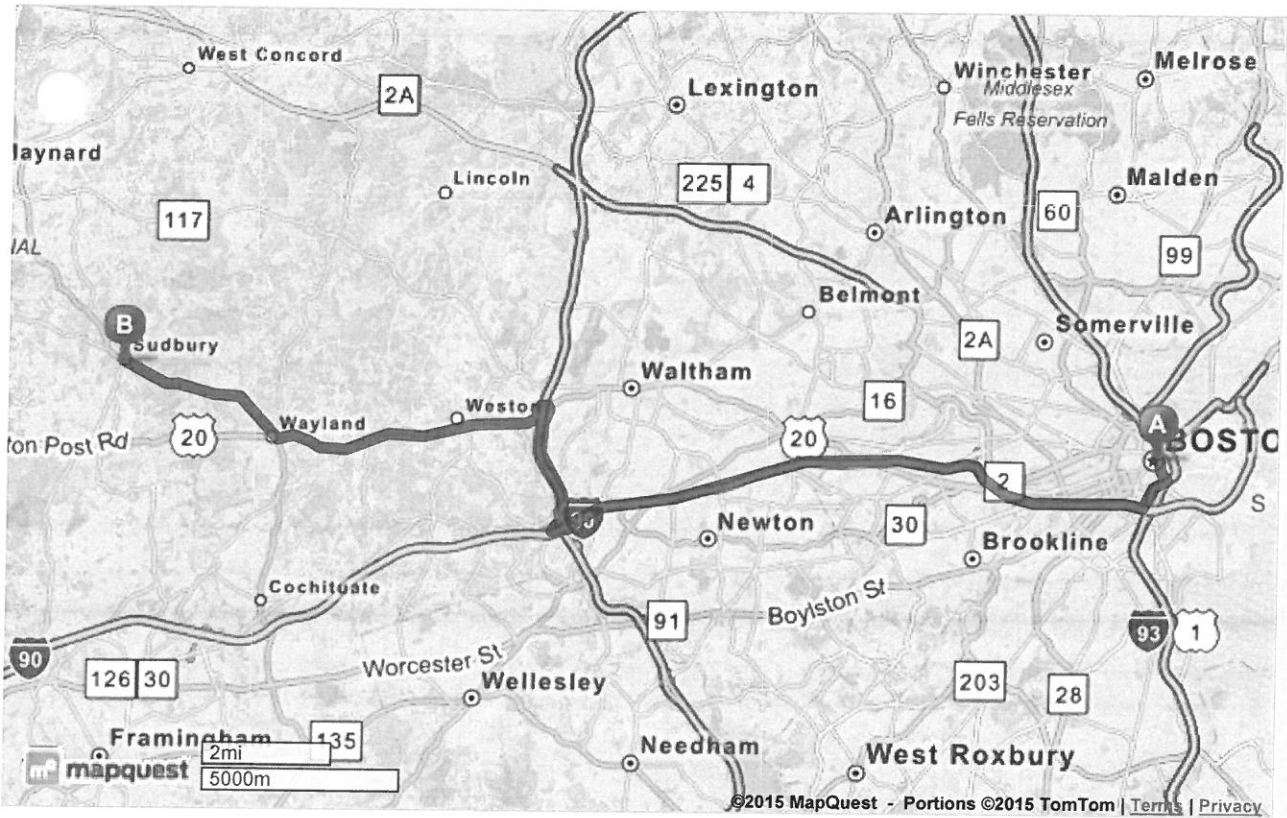 West Concord
2A
Lexington
Winchester
Middlesex
Fells Reservation
Melrose
laynard
Lincoln
225 4
Malden
117
Arlington
60
IAL
99
Belmont
B
Sudbury
2A
Somerville
Waltham
16
Weston
A
Wayland
20
20
BOSTO
ton Post Rd
2
S
Newton
30
Brookline
Cochituate
Boylston St
91
93
1
90
Worcester St
126 30
Wellesley
203
28
Framingham
135
2mi
Needham
West Roxbury
m mapquest
5000m
©2015 MapQuest - Portions ©2015 TomTom | Terms | Privacy